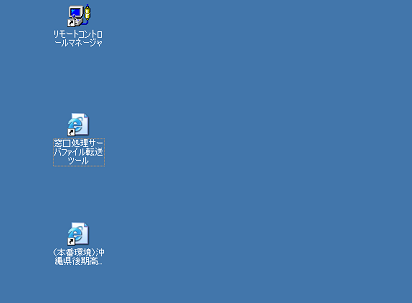 リモートコントロ
ールマネージャ
窓口処理サー
バファイル転送
ツール
(本番環境)沖
縄県後期高...